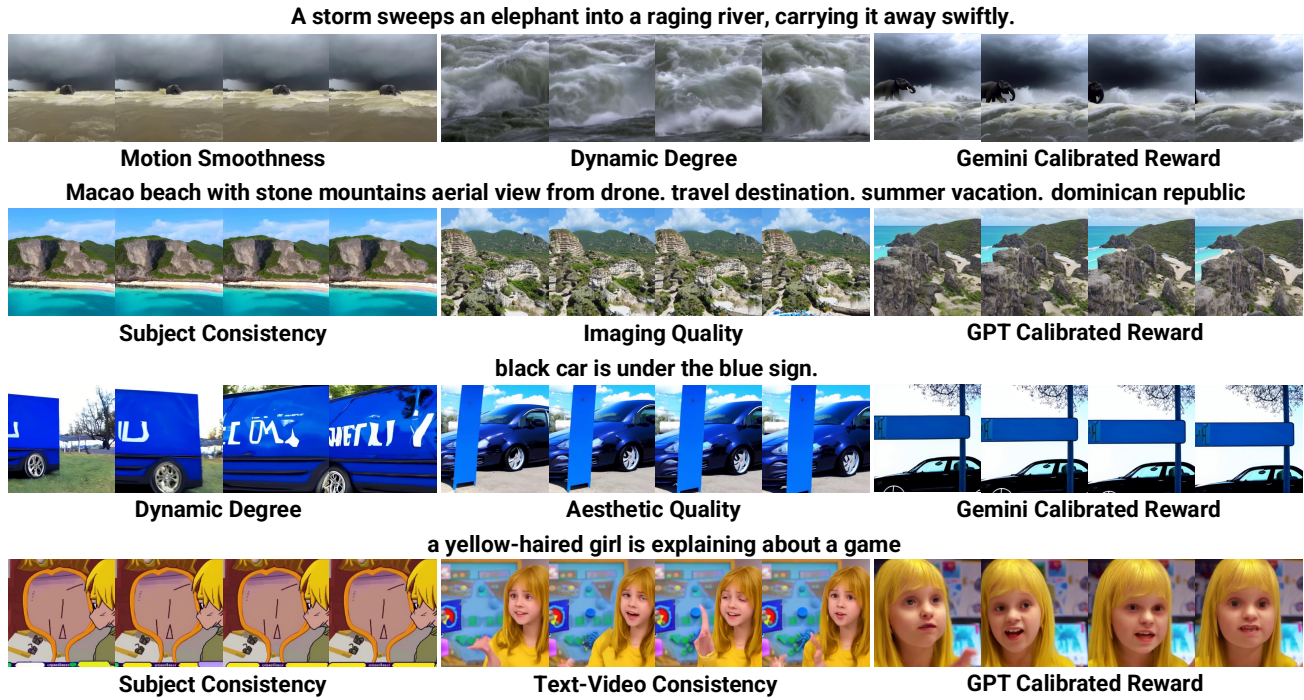 A storm sweeps an elephant into a raging river, carrying it away swiftly.
Motion Smoothness
Dynamic Degree
Gemini Calibrated Reward
Macao beach with stone mountains aerial view from drone. travel destination. summer vacation. dominican republic
Subject Consistency
Imaging Quality
GPT Calibrated Reward
black car is under the blue sign.
Dynamic Degree
Aesthetic Quality
Gemini Calibrated Reward
a yellow-haired girl is explaining about a game
Subject Consistency
Text-Video Consistency
GPT Calibrated Reward